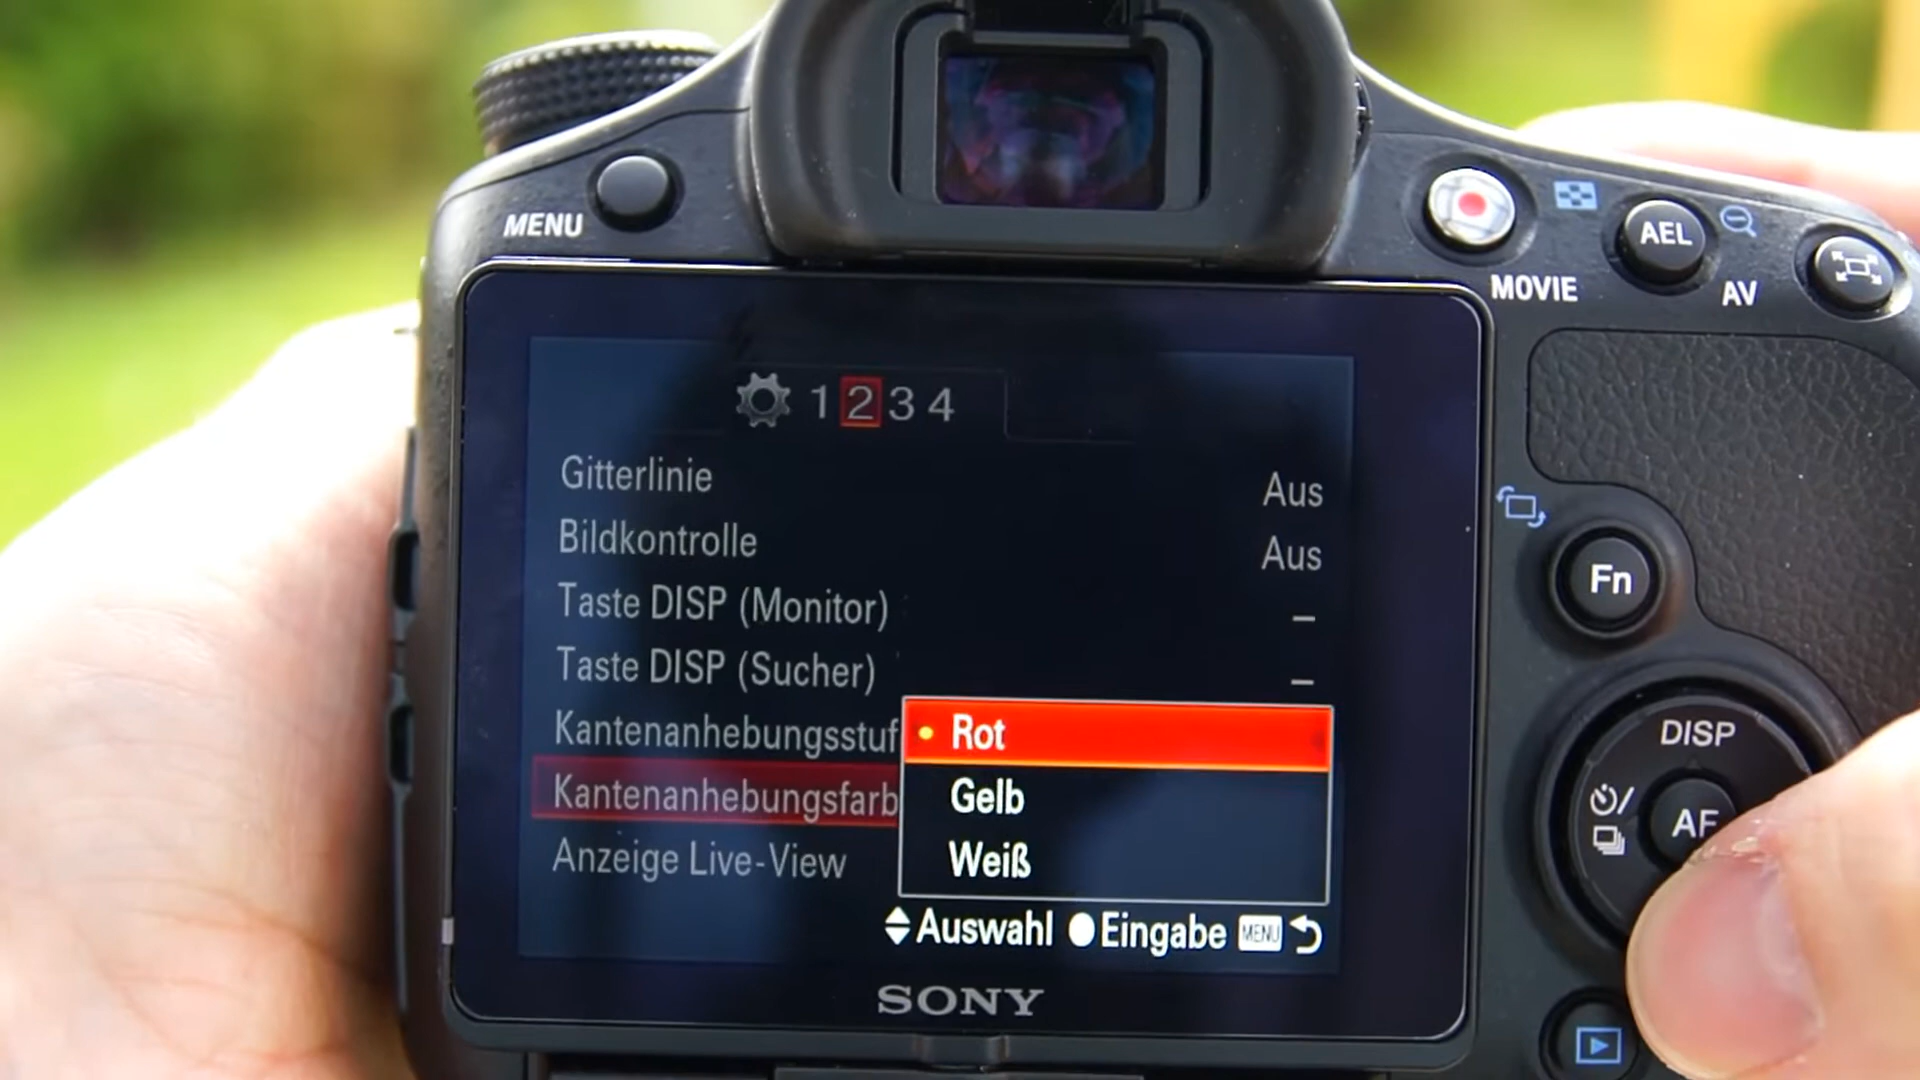 MENU
AEL
MOVIE
AV
1 2 3 4
Gitterlinie Aus
Bildkontrolle Aus
Taste DISP (Monitor) –
Taste DISP (Sucher) –
Kantenanhebungsstuf
Kantenanhebungsfarb
Anzeige Live-View
Rot
Gelb
Weiß
Auswahl Eingabe MENU
SONY
Fn
DISP
AF